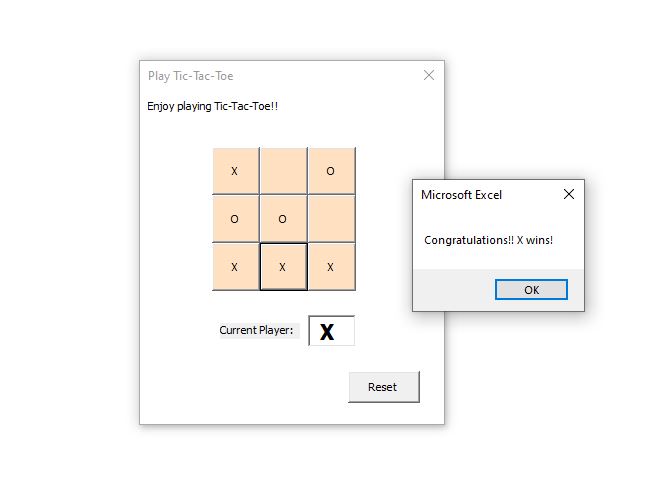 Play Tic-Tac-Toe
Enjoy playing Tic-Tac-Toe!!
X O
O O
X X X
Current Player: X
Reset
Microsoft Excel
Congratulations!! X wins!
OK